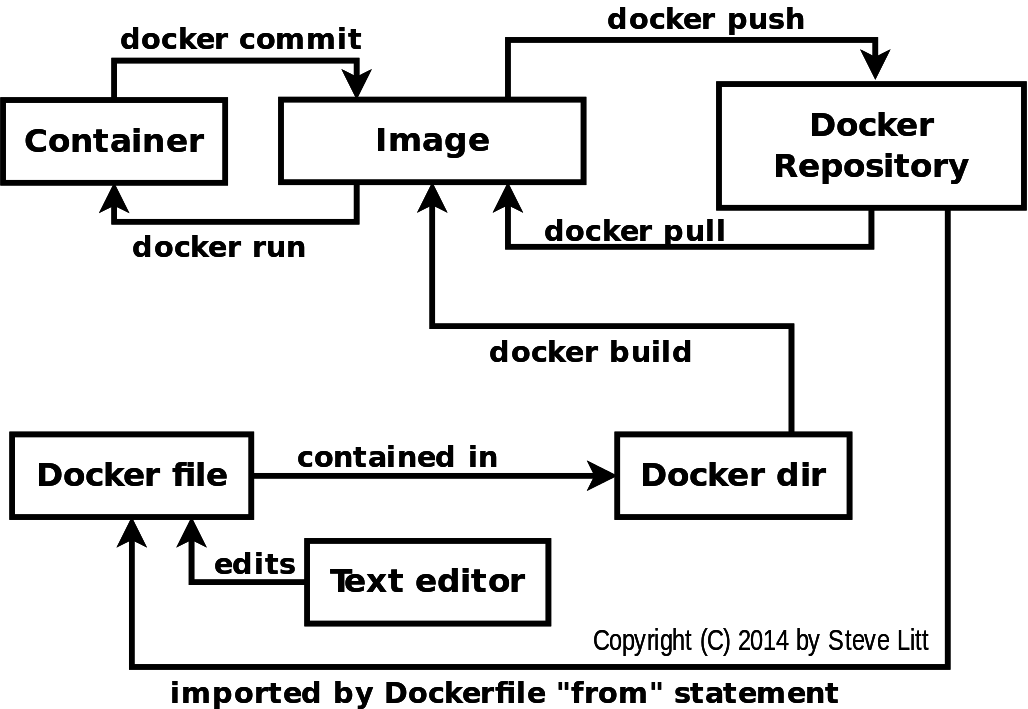 docker push
docker commit
Container
Image
Docker
Repository
docker run
docker pull
docker build
Docker file
contained in
Docker dir
edits
Text editor
Copyright (C) 2014 by Steve Litt
imported by Dockerfile "from" statement